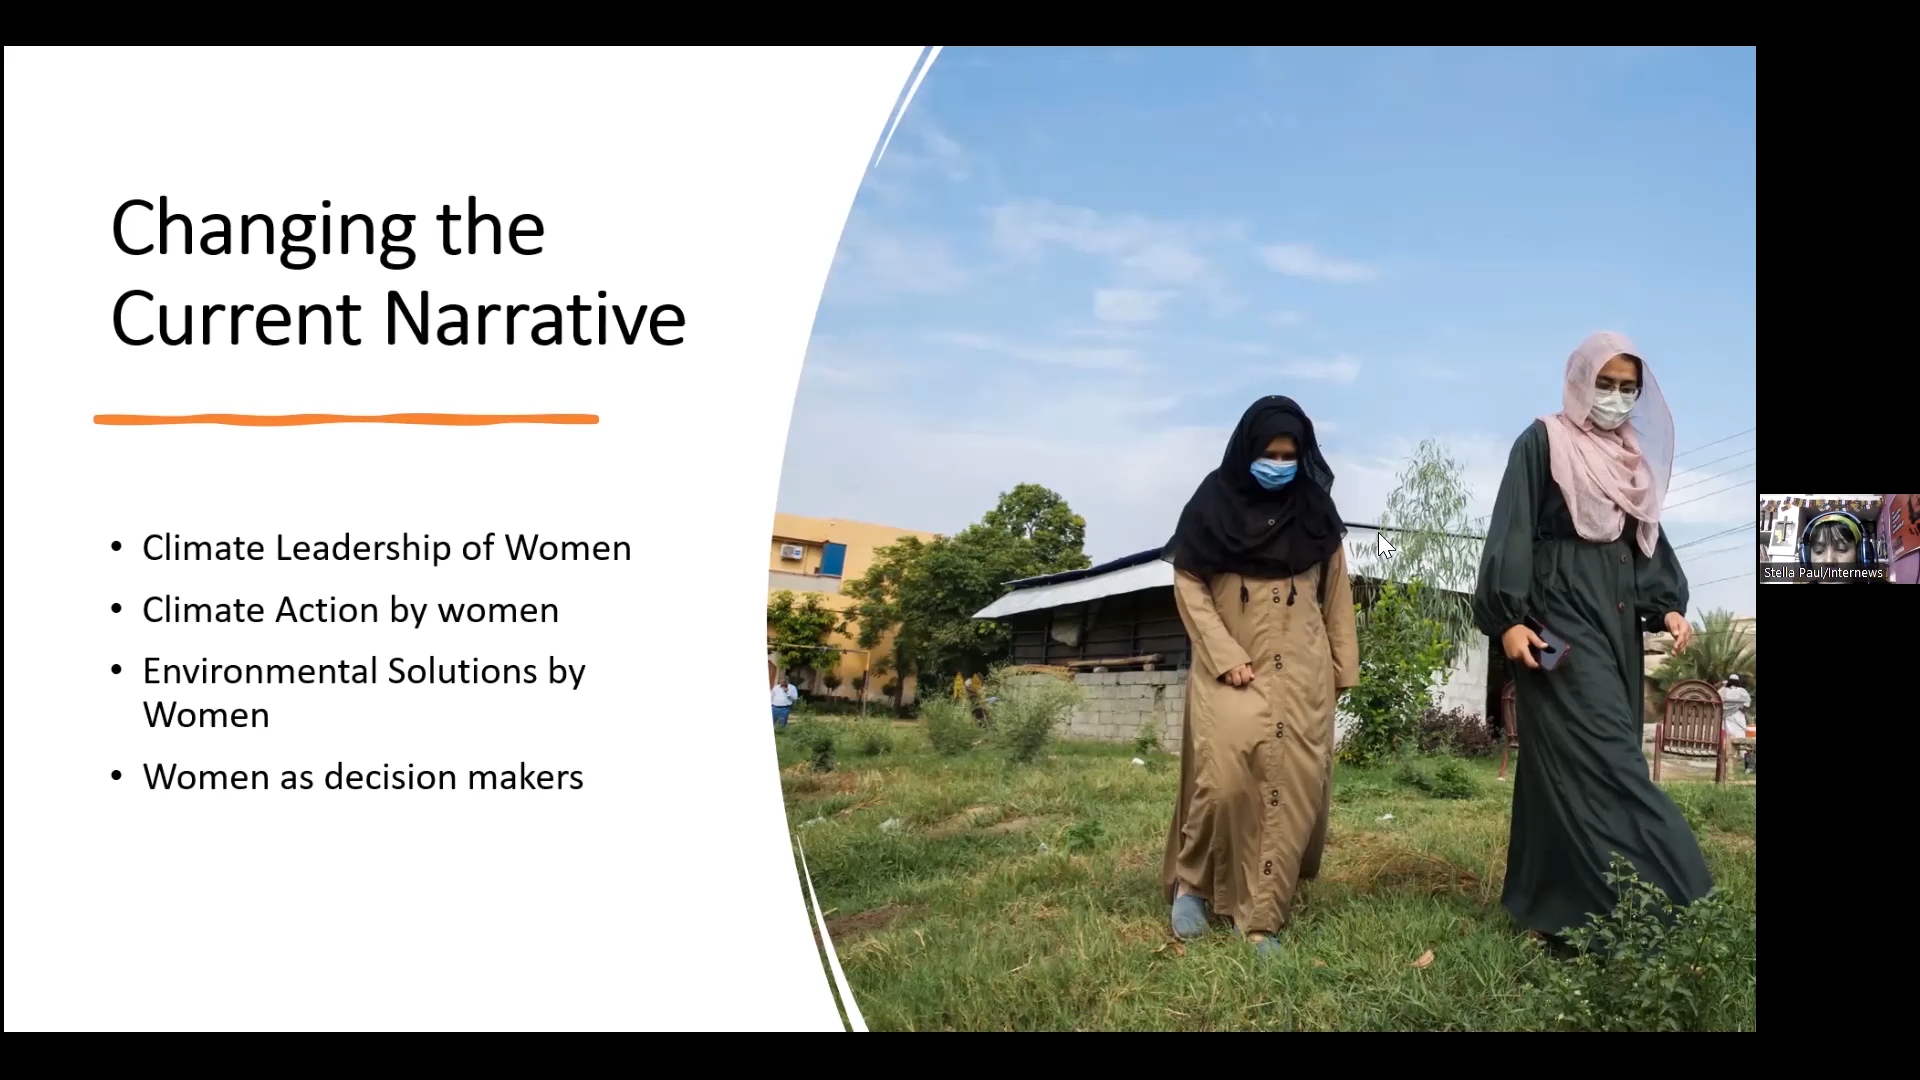 Changing the
Current Narrative
• Climate Leadership of Women
• Climate Action by women
• Environmental Solutions by
Women
• Women as decision makers
Stella Paul/Internews